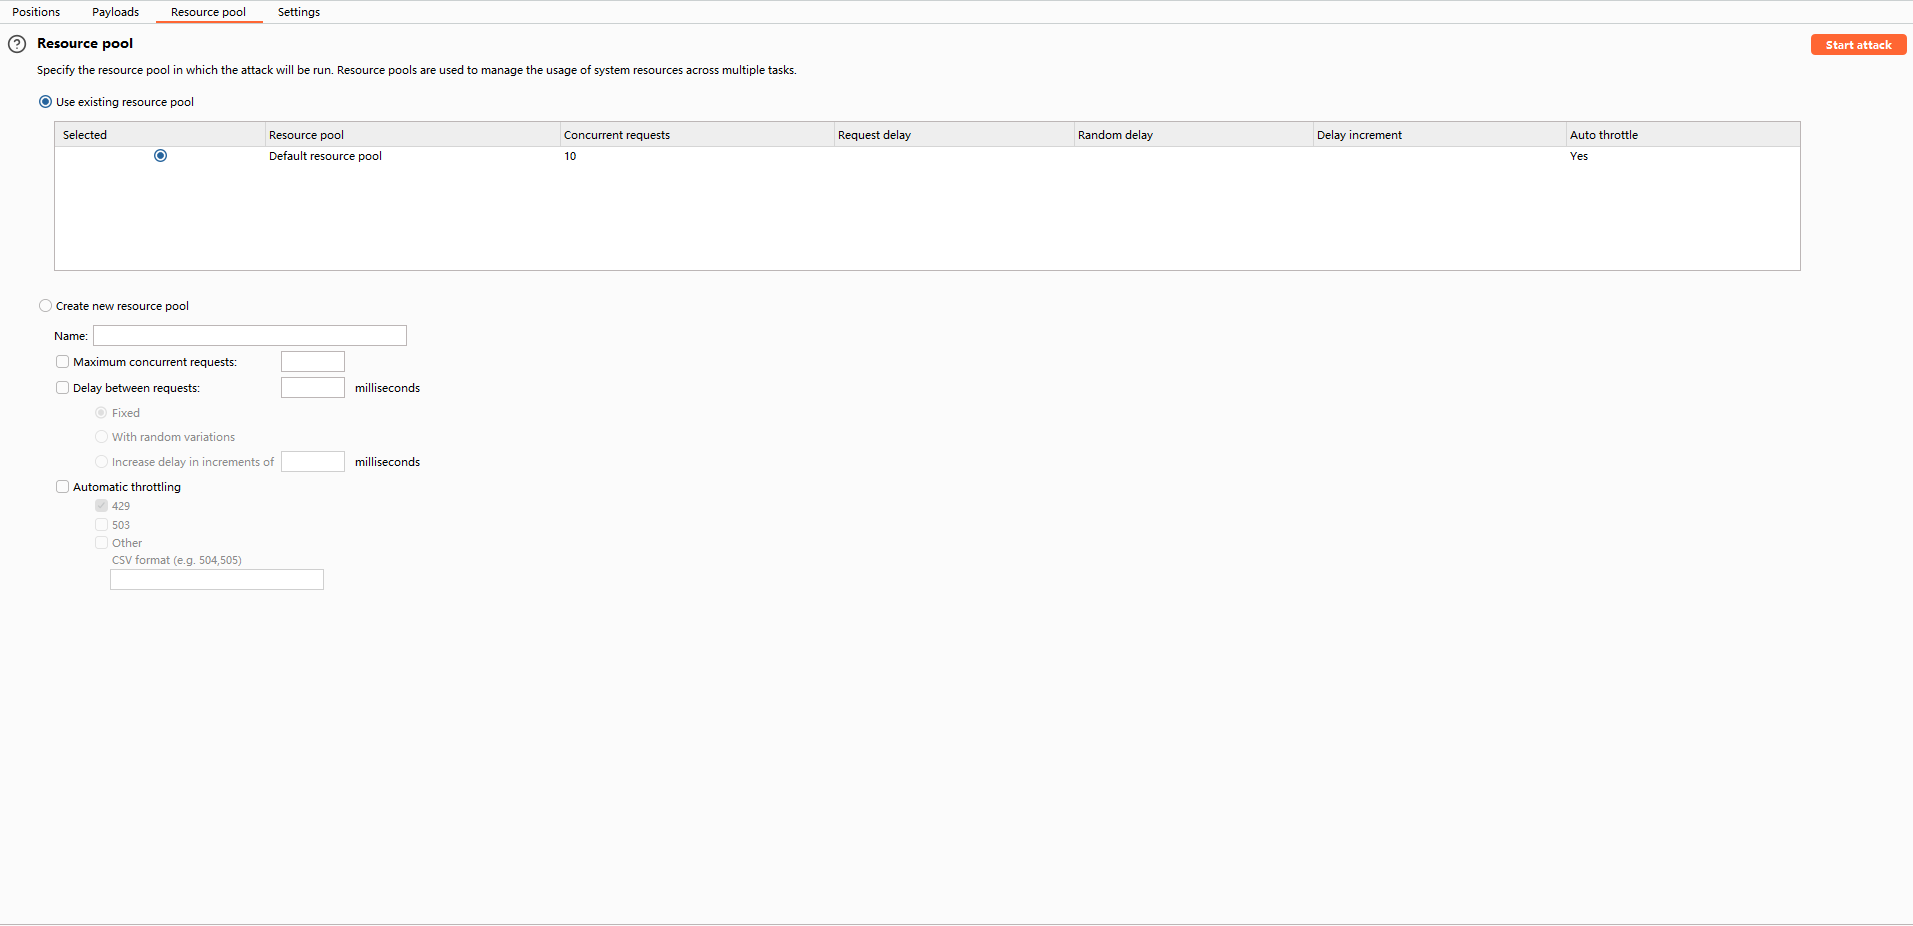 Positions Payloads Resource pool Settings
? Resource pool
Start attack
Specify the resource pool in which the attack will be run. Resource pools are used to manage the usage of system resources across multiple tasks.
Use existing resource pool
Selected Resource pool Concurrent requests Request delay Random delay Delay increment Auto throttle
Default resource pool 10 Yes
Create new resource pool
Name:
Maximum concurrent requests:
Delay between requests: milliseconds
Fixed
With random variations
Increase delay in increments of milliseconds
Automatic throttling
429
503
Other
CSV format (e.g. 504,505)